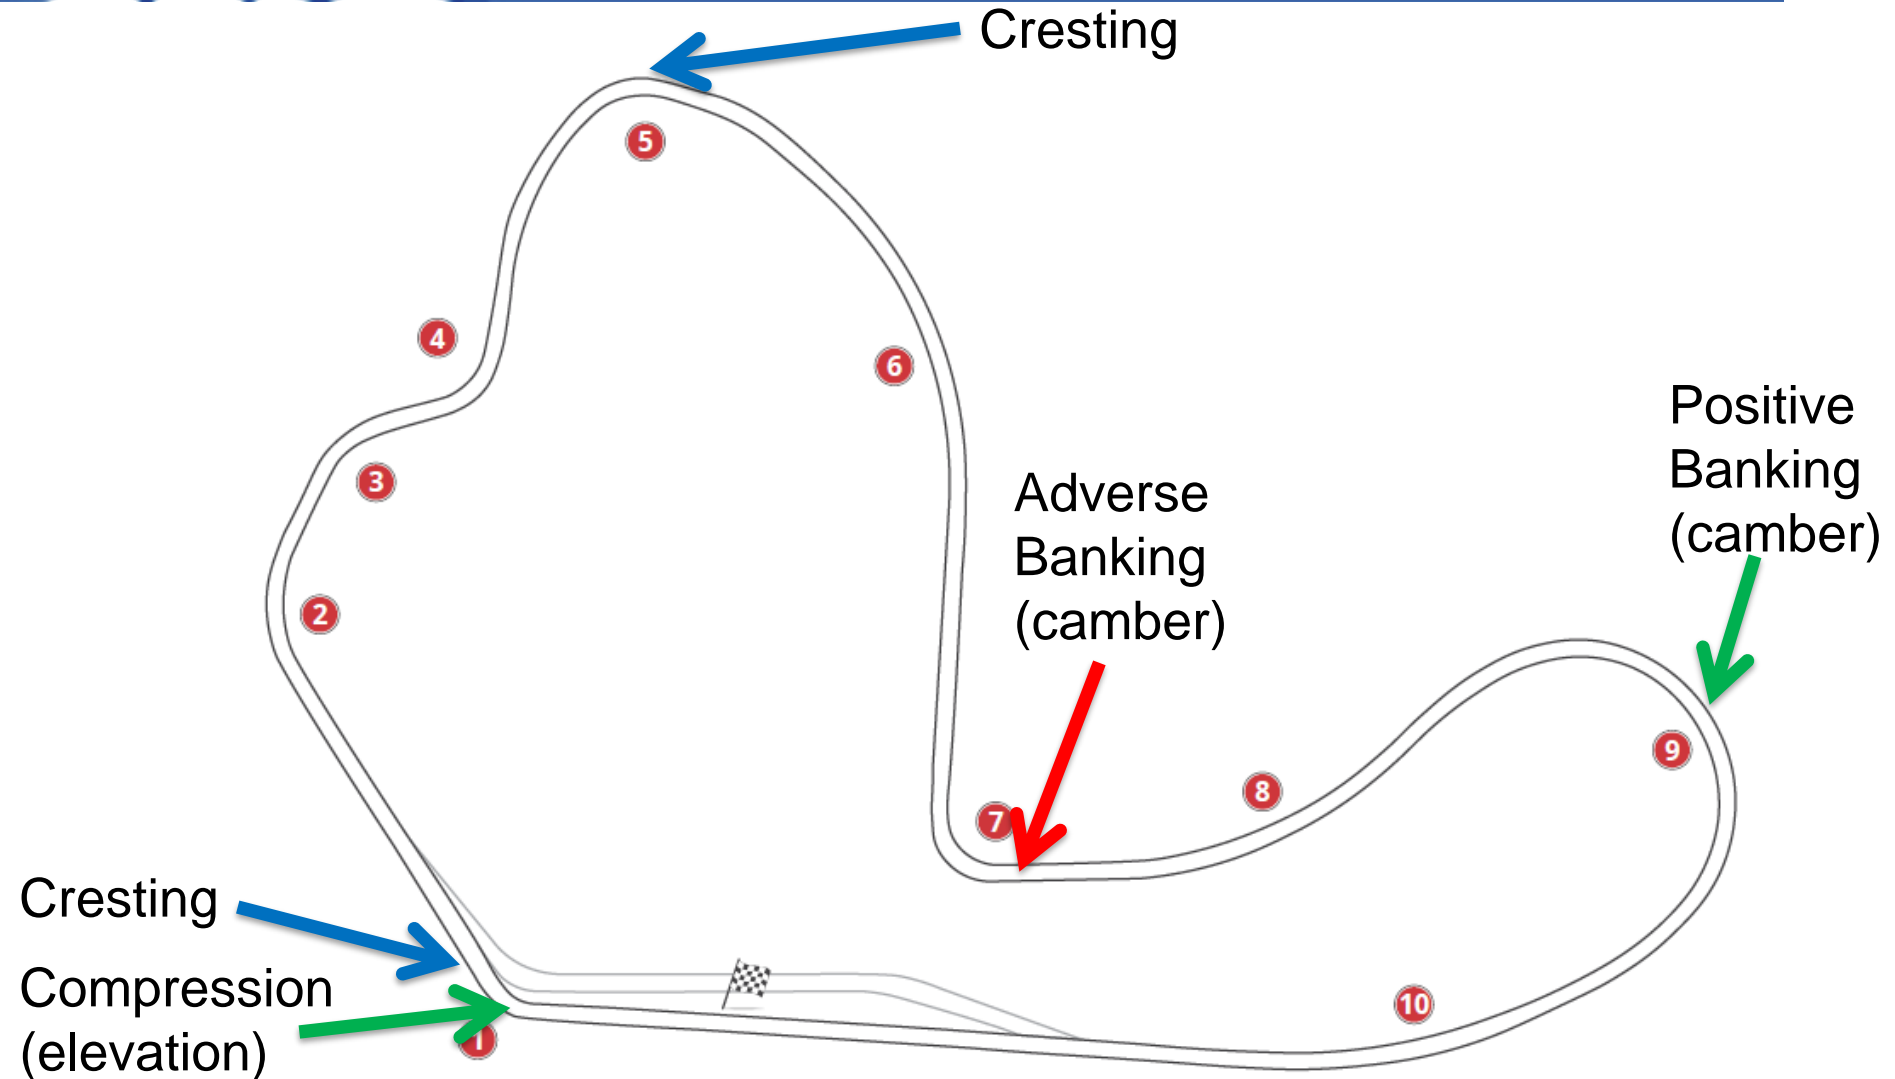 Cresting
5
4
6
3
2
Adverse
Banking
(camber)
Positive
Banking
(camber)
9
8
7
Cresting
Compression
(elevation)
1
10